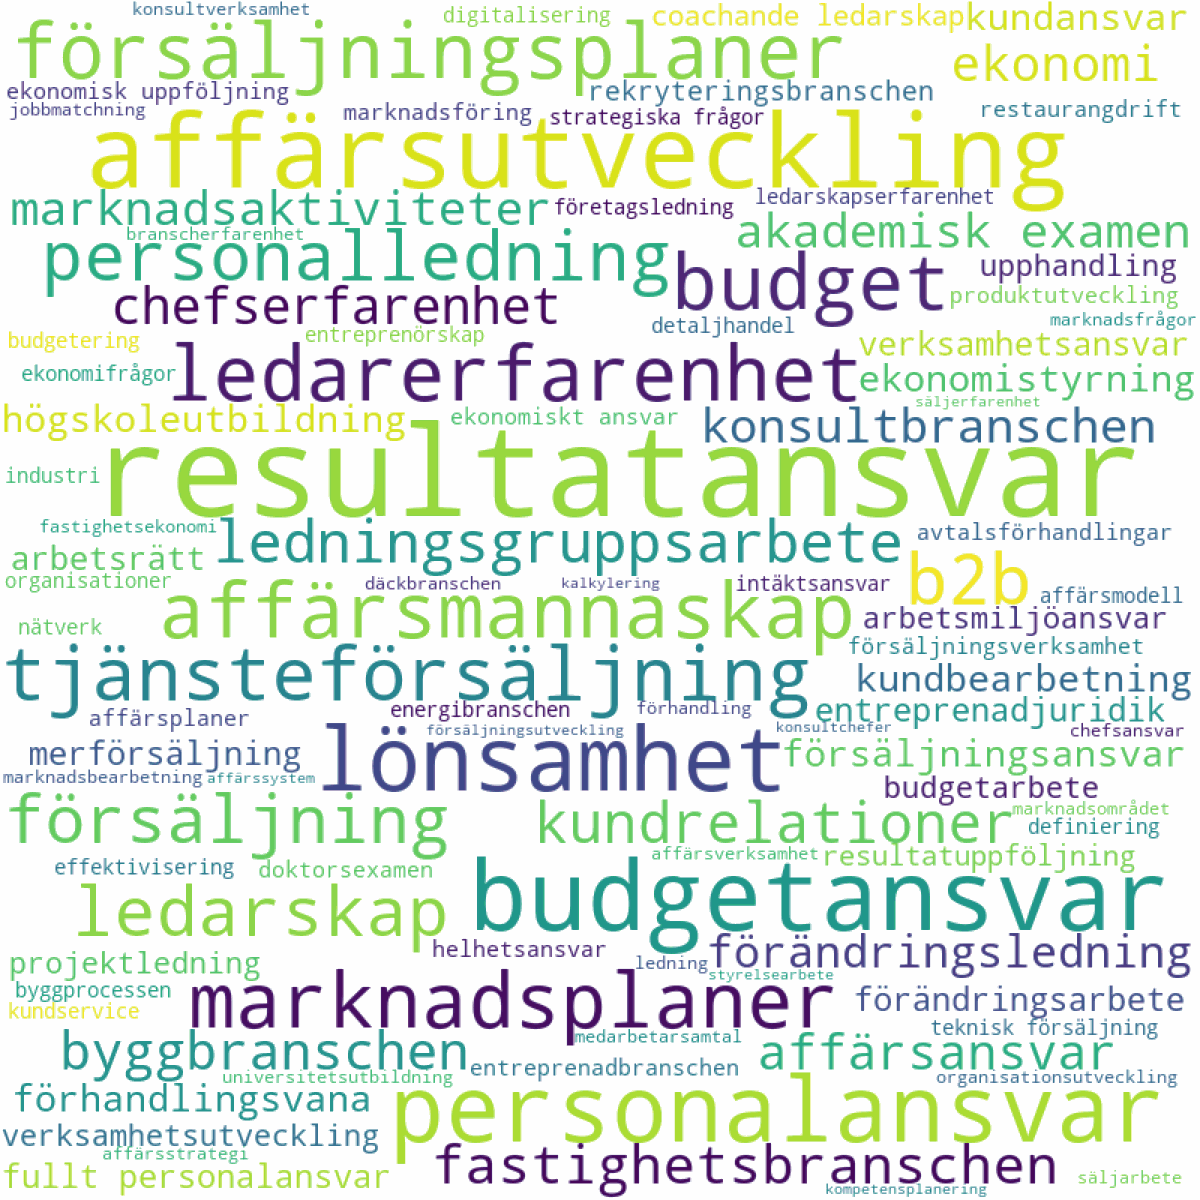 konsultverksamhet
digitalisering
coachande ledarskap
kundansvar
försäljningsplaner
ekonomi
ekonomisk uppföljning
rekryteringsbranschen
jobbmatchning
marknadsföring
strategiska frågor
restaurangdrift
affärsutveckling
marknadsaktiviteter
företagsledning
ledarskapserfarenhet
branscherfarenhet
akademisk examen
personalledning
budget
upphandling
chefserfarenhet
produktutveckling
detaljhandel
marknadsfrågor
budgetering
entreprenörskap
verksamhetsansvar
ekonomifrågor
ledarerfarenhet
ekonomistyrning
säljerfarenhet
högskoleutbildning
ekonomiskt ansvar
konsultbranschen
resultatansvar
industri
fastighetsekonomi
ledningsgruppsarbete
avtalsförhandlingar
arbetsrätt
organisationer
däckbranschen
kalkylering
intäktsansvar
b2b
affärsmodell
affärsmannaskap
arbetsmiljöansvar
nätverk
försäljningsverksamhet
tjänsteförsäljning
kundbearbetning
affärsplaner
energibranschen
förhandling
entreprenadjuridik
försäljningsutveckling
konsultchefer
chefsansvar
merförsäljning
lönsamhet
försäljningsansvar
marknadsbearbetning
affärssystem
budgetarbete
försäljning
kundrelationer
marknadsområdet
definiering
effektivisering
doktorsexamen
affärsverksamhet
resultatuppföljning
ledarskap
budgetansvar
helhetsansvar
förändringsledning
projektledning
ledning
styrelsearbete
byggprocessen
marknadsplaner
förändringsarbete
kundservice
teknisk försäljning
medarbetarsamtal
byggbranschen
affärsansvar
entreprenadbranschen
universitetsutbildning
organisationsutveckling
förhandlingsvana
personalansvar
verksamhetsutveckling
affärsstrategi
fastighetsbranschen
fullt personalansvar
säljarbete
kompetensplanering